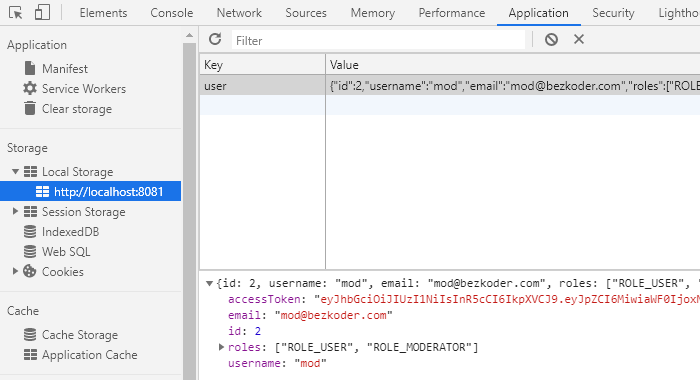 Elements Console Network Sources Memory Performance Application Security Lightho
Application
Manifest
Service Workers
Clear storage
Storage
Local Storage
http://localhost:8081
Session Storage
IndexedDB
Web SQL
Cookies
Cache
Cache Storage
Application Cache
Filter
Key Value
user {"id":2,"username":"mod","email":"mod@bezkoder.com","roles":["ROLE
{id: 2, username: "mod", email: "mod@bezkoder.com", roles: ["ROLE_USER", "
accessToken: "eyJhbGciOiJIUzI1NiIsInR5cCI6IkpXVCJ9.eyJpZCI6MiwiaWF0Ijox
email: "mod@bezkoder.com"
id: 2
roles: ["ROLE_USER", "ROLE_MODERATOR"]
username: "mod"